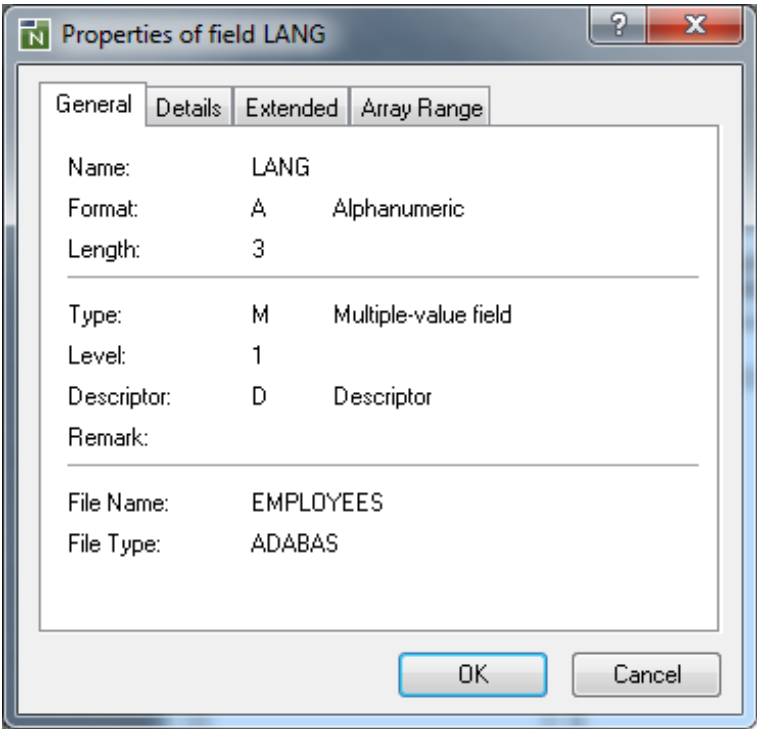 N Properties of field LANG ? X
General Details Extended Array Range
Name: LANG
Format: A Alphanumeric
Length: 3
Type: M Multiple-value field
Level: 1
Descriptor: D Descriptor
Remark:
File Name: EMPLOYEES
File Type: ADABAS
OK Cancel